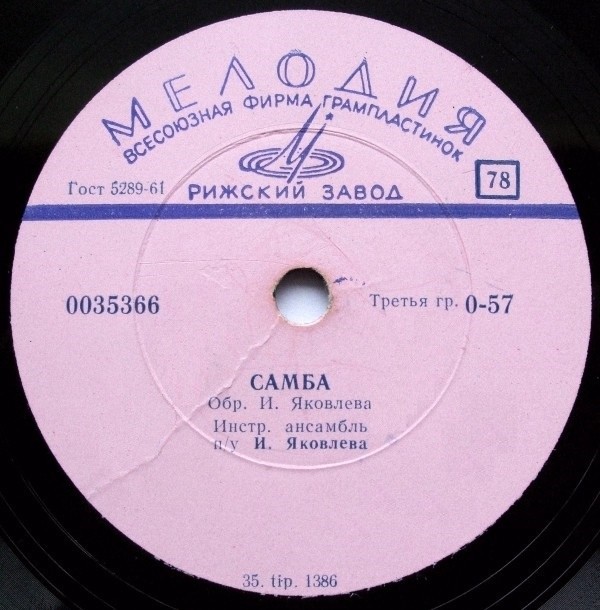 МЕЛОДИЯ
ВСЕСОЮЗНАЯ ФИРМА ГРАМПЛАСТИНОК
Гост 5289-61
РИЖСКИЙ ЗАВОД
78
0035366
Третья гр. 0-57
САМБА
Обр. И. Яковлева
Инстр. ансамбль
п/у И. Яковлева
35. tip. 1386